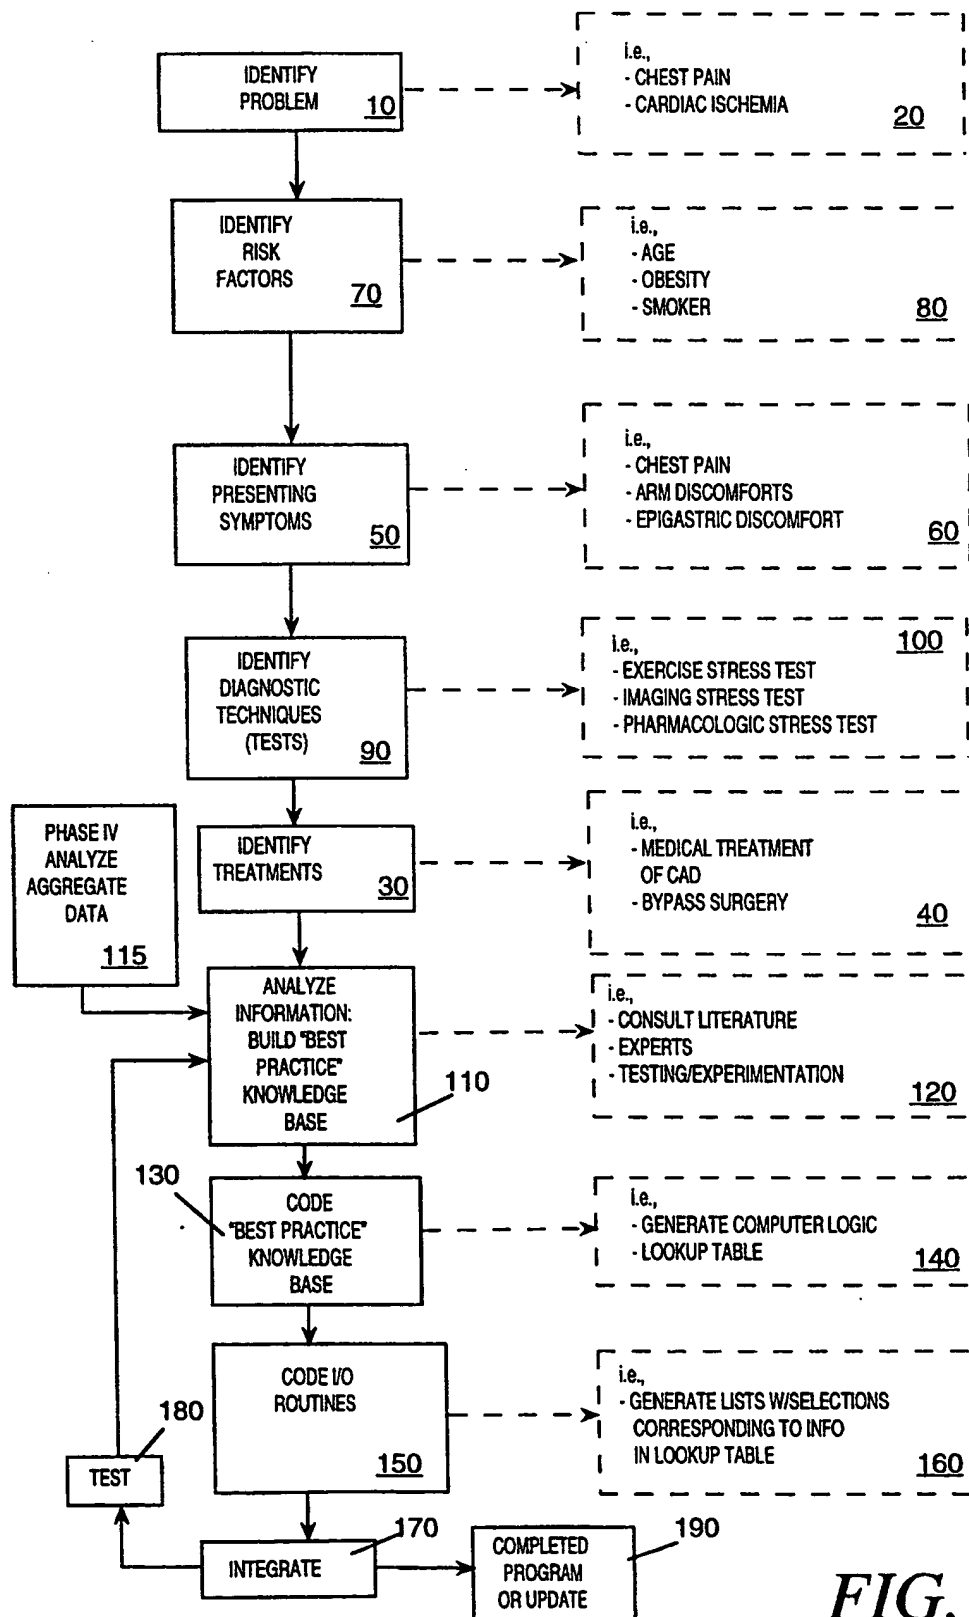 IDENTIFY
PROBLEM
10
i.e.,
- CHEST PAIN
- CARDIAC ISCHEMIA
20
IDENTIFY
RISK
FACTORS
70
i.e.,
- AGE
- OBESITY
- SMOKER
80
IDENTIFY
PRESENTING
SYMPTOMS
50
i.e.,
- CHEST PAIN
- ARM DISCOMFORTS
- EPIGASTRIC DISCOMFORT
60
IDENTIFY
DIAGNOSTIC
TECHNIQUES
(TESTS)
90
100
i.e.,
- EXERCISE STRESS TEST
- IMAGING STRESS TEST
- PHARMACOLOGIC STRESS TEST
PHASE IV
ANALYZE
AGGREGATE
DATA
115
IDENTIFY
TREATMENTS
30
i.e.,
- MEDICAL TREATMENT
OF CAD
- BYPASS SURGERY
40
ANALYZE
INFORMATION:
BUILD "BEST
PRACTICE"
KNOWLEDGE
BASE
110
i.e.,
- CONSULT LITERATURE
- EXPERTS
- TESTING/EXPERIMENTATION
120
130
CODE
"BEST PRACTICE"
KNOWLEDGE
BASE
i.e.,
- GENERATE COMPUTER LOGIC
- LOOKUP TABLE
140
CODE I/O
ROUTINES
150
i.e.,
- GENERATE LISTS W/SELECTIONS
CORRESPONDING TO INFO
IN LOOKUP TABLE
160
180
TEST
170
INTEGRATE
190
COMPLETED
PROGRAM
OR UPDATE
FIG.